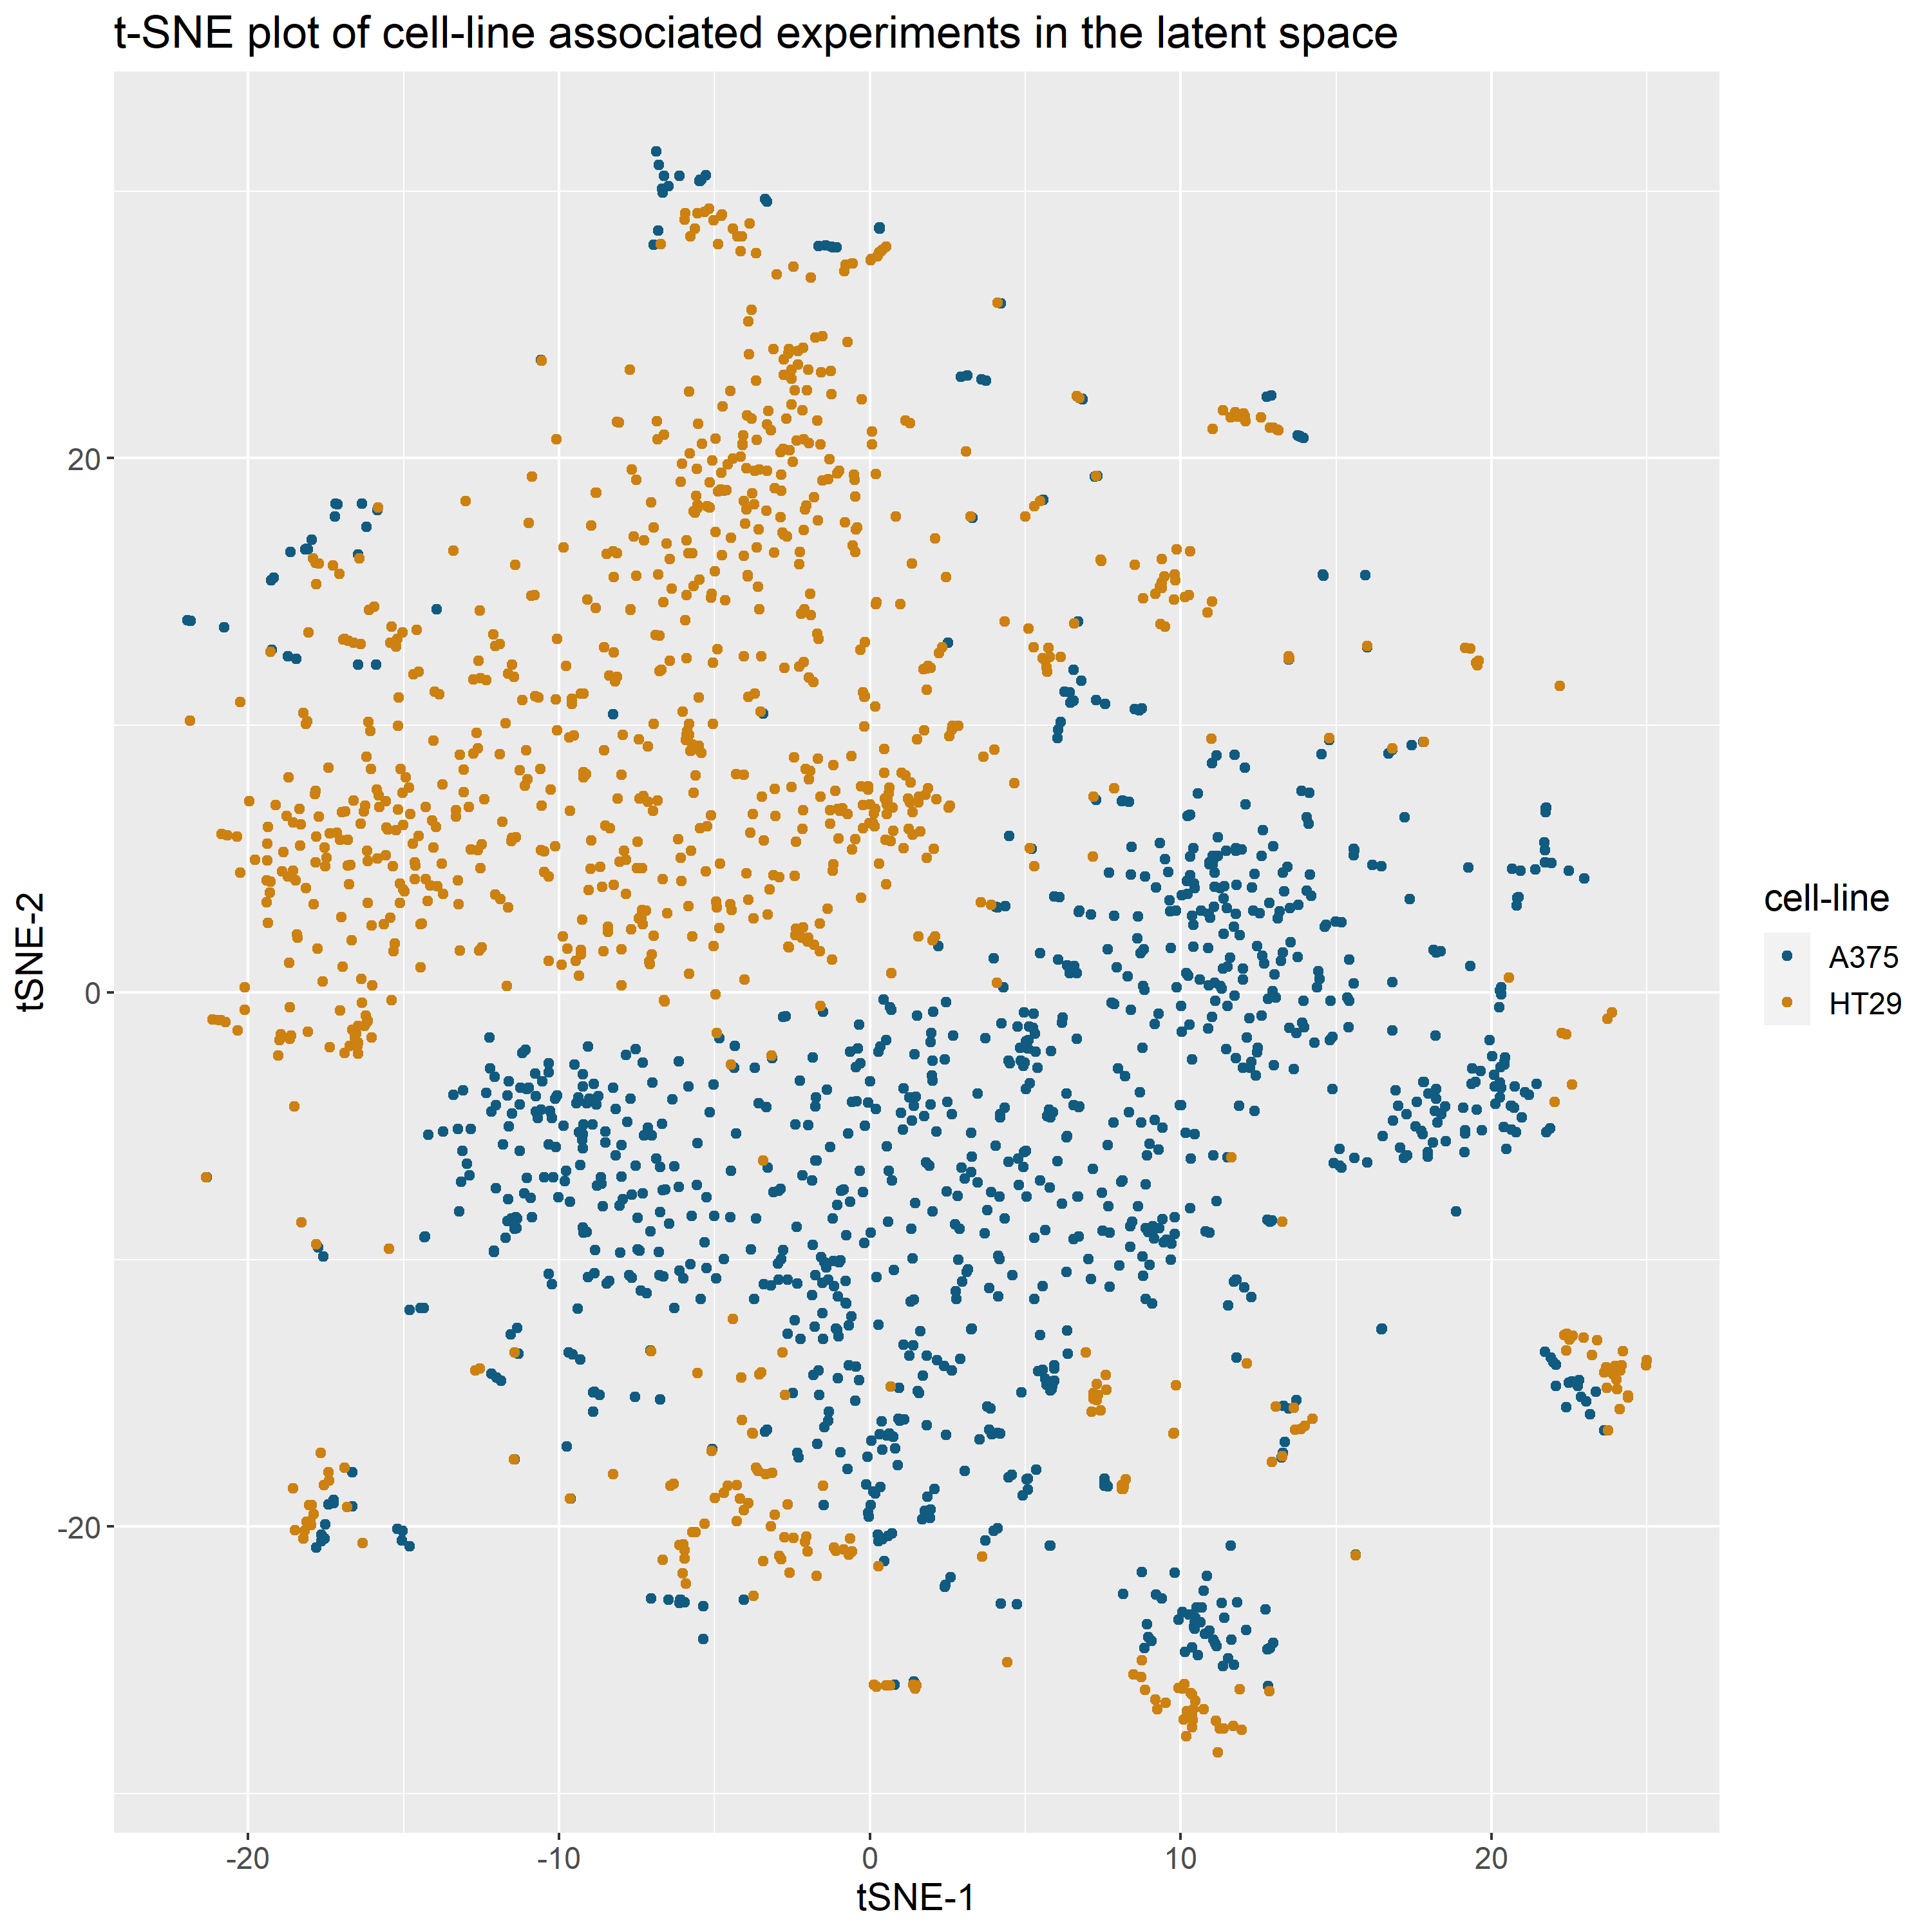 t-SNE plot of cell-line associated experiments in the latent space
tSNE-2
20
0
-20
-20
-10
0
10
20
tSNE-1
cell-line
A375
HT29